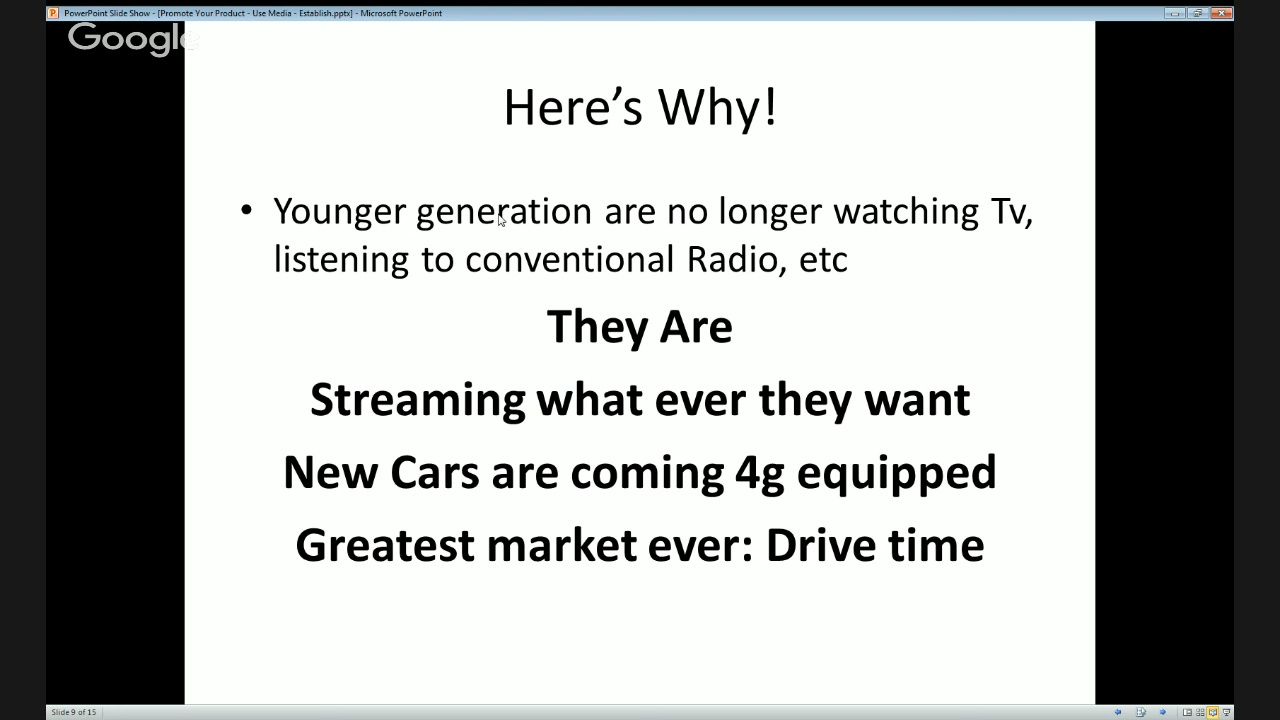 PowerPoint Slide Show - [Promote Your Product - Use Media - Establish.pptx] - Microsoft PowerPoint
Google
Here’s Why!
• Younger generation are no longer watching Tv,
listening to conventional Radio, etc
They Are
Streaming what ever they want
New Cars are coming 4g equipped
Greatest market ever: Drive time
Slide 9 of 15